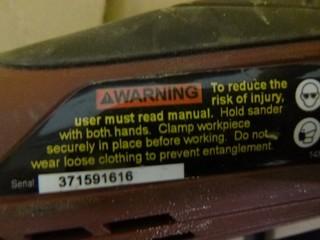 ⚠WARNING To reduce the
risk of injury,
user must read manual. Hold sander
with both hands. Clamp workpiece
securely in place before working. Do not
wear loose clothing to prevent entanglement.
Serial 371591616